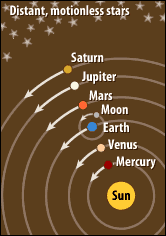 Distant, motionless stars
Saturn
Jupiter
Mars
Moon
Earth
Venus
Mercury
Sun